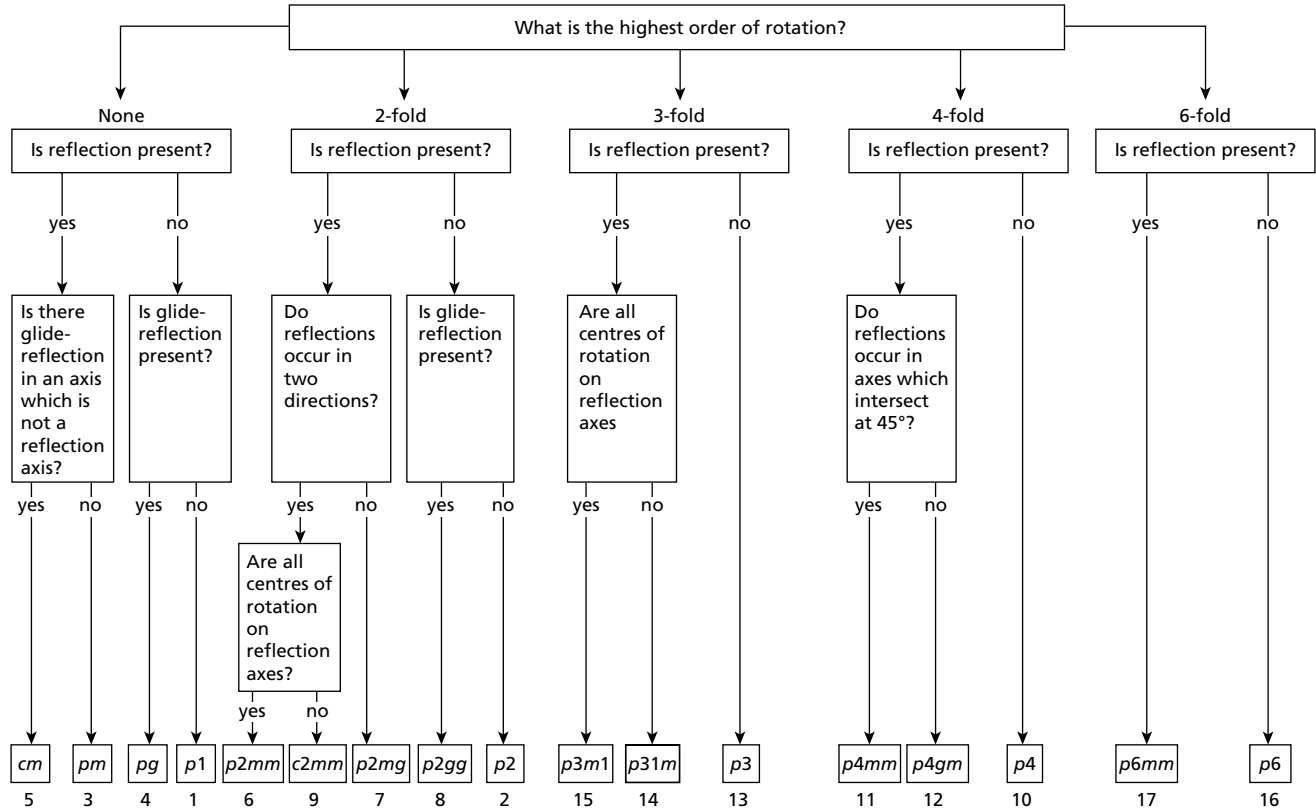 What is the highest order of rotation?
None
2-fold
3-fold
4-fold
6-fold
Is reflection present?
Is reflection present?
Is reflection present?
Is reflection present?
Is reflection present?
yes
no
yes
no
yes
no
yes
no
yes
no
Is there
glide-
reflection
in an axis
which is
not a
reflection
axis?
Is glide-
reflection
present?
Do
reflections
occur in
two
directions?
Is glide-
reflection
present?
Are all
centres of
rotation
on
reflection
axes
Do
reflections
occur in
axes which
intersect
at 45°?
yes
no
yes
no
yes
no
yes
no
yes
no
yes
no
Are all
centres of
rotation
on
reflection
axes?
yes
no
cm
pm
pg
p1
p2mm
c2mm
p2mg
p2gg
p2
p3m1
p31m
p3
p4mm
p4gm
p4
p6mm
p6
5
3
4
1
6
9
7
8
2
15
14
13
11
12
10
17
16